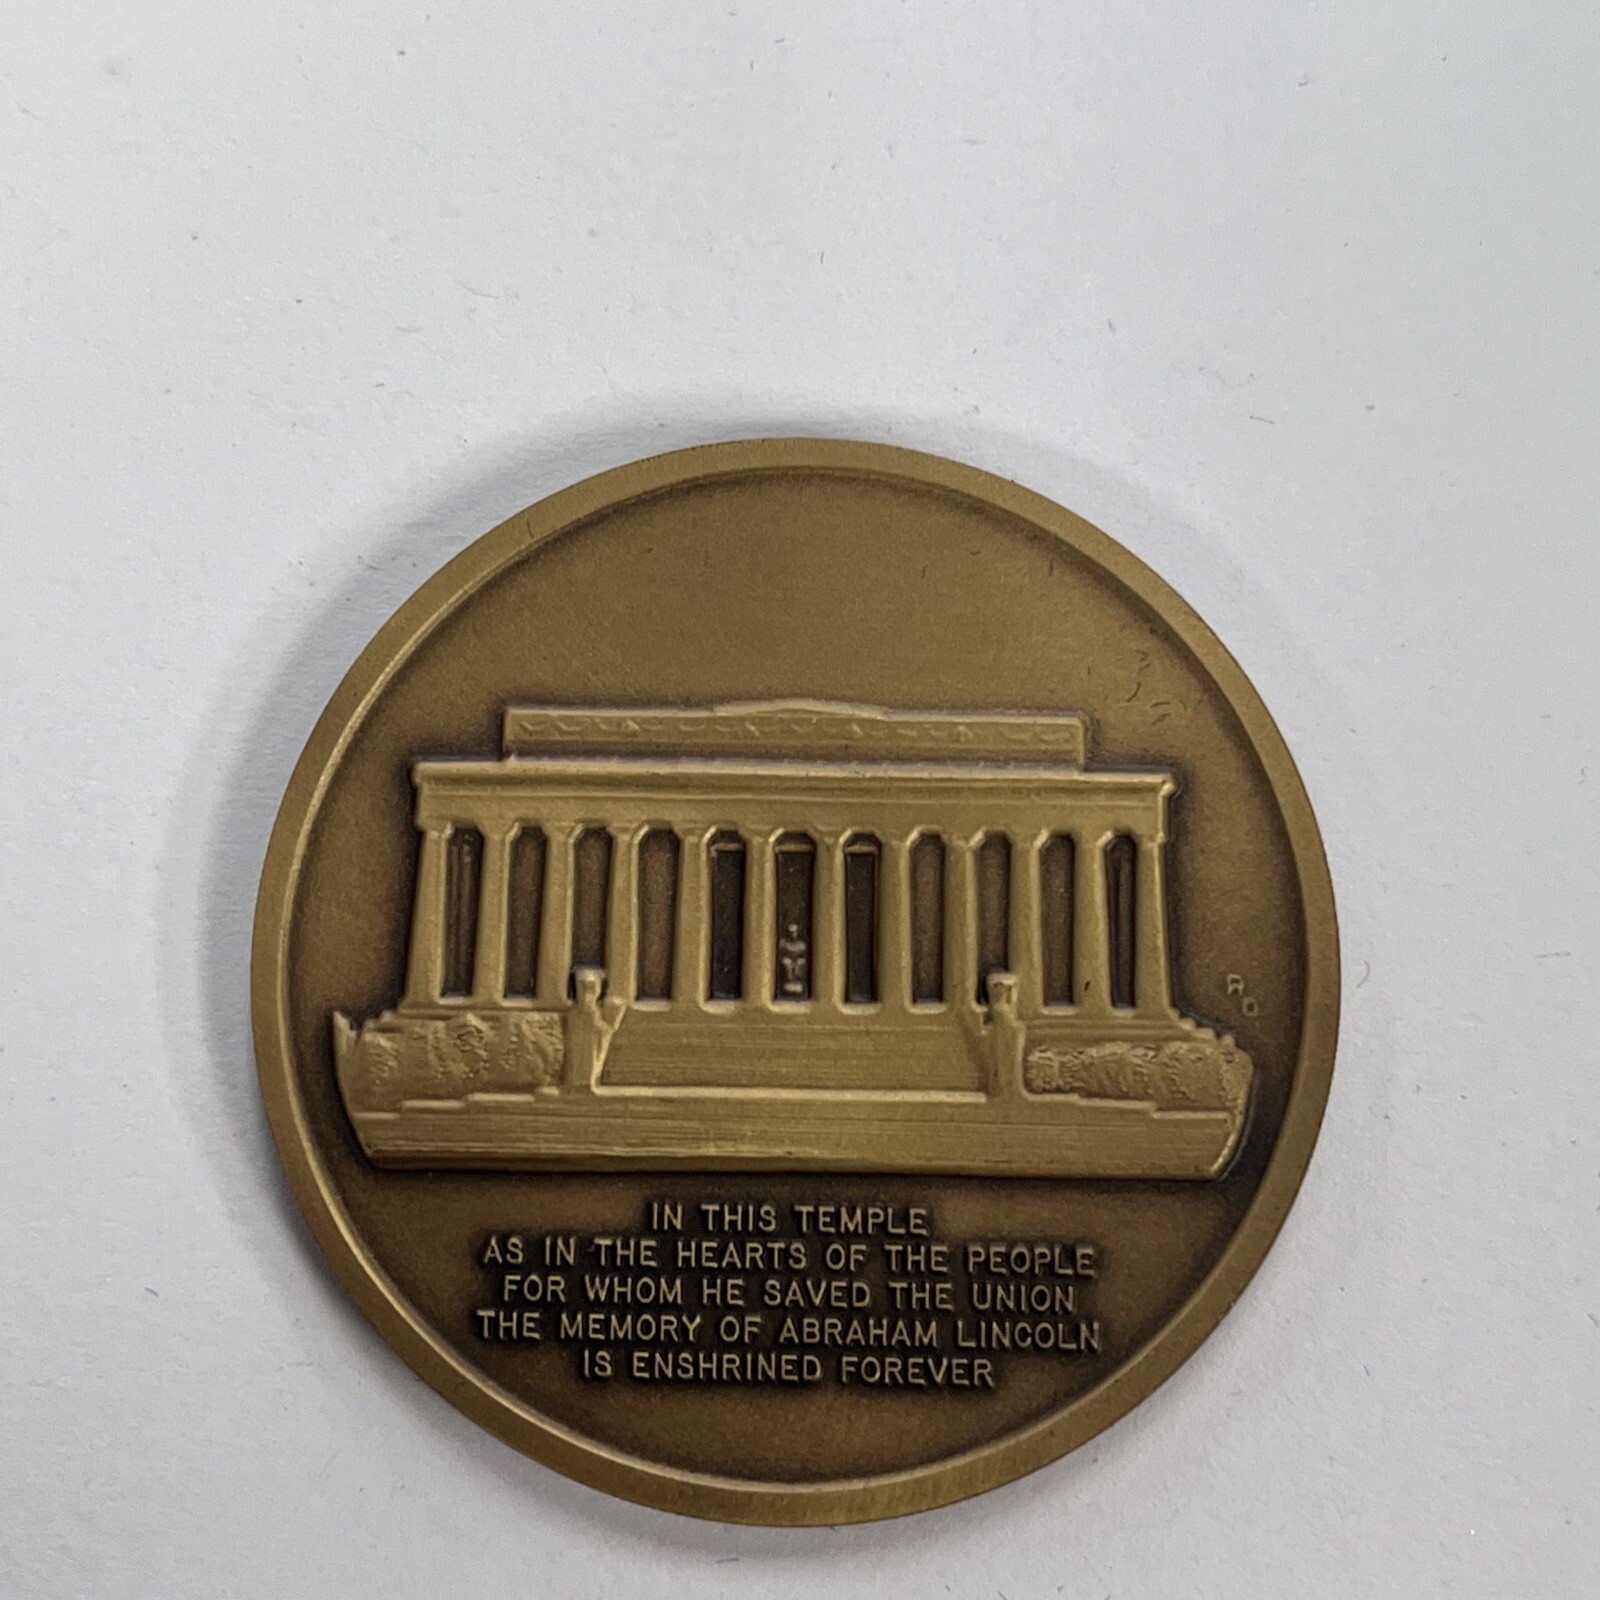 RD
IN THIS TEMPLE
AS IN THE HEARTS OF THE PEOPLE
FOR WHOM HE SAVED THE UNION
THE MEMORY OF ABRAHAM LINCOLN
IS ENSHRINED FOREVER